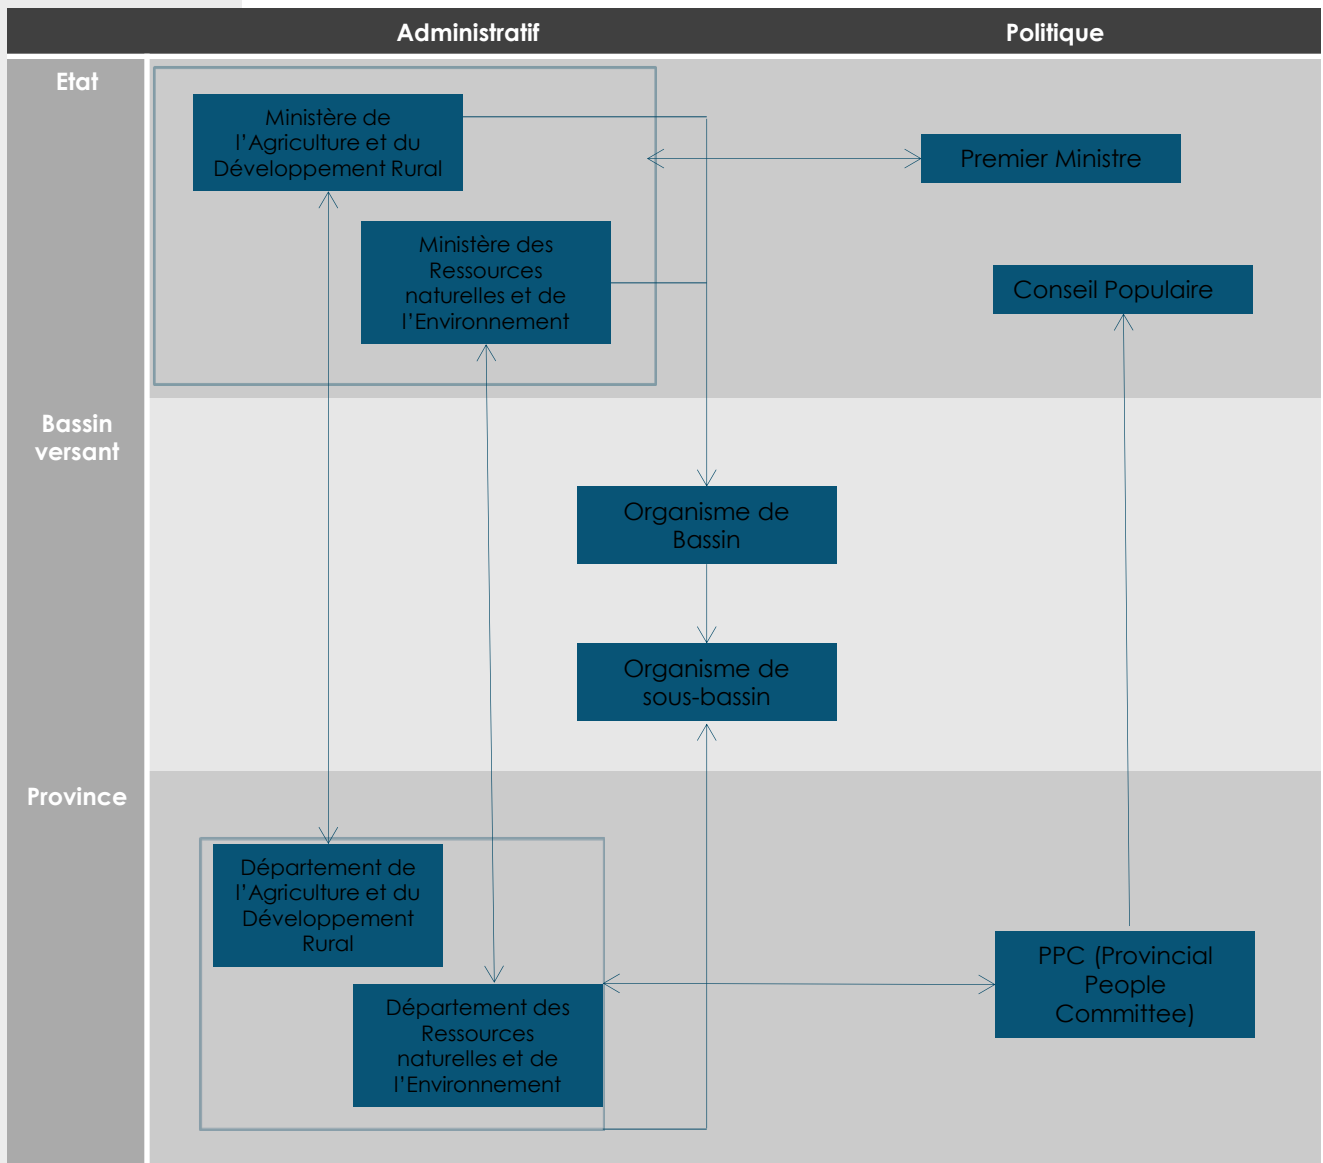 Administratif
Politique
Etat
Ministère de
l'Agriculture et du
Développement Rural
Premier Ministre
Ministère des
Ressources
naturelles et de
l'Environnement
Conseil Populaire
Bassin
versant
Organisme de
Bassin
Organisme de
sous-bassin
Province
Département de
l'Agriculture et du
Développement
Rural
PPC (Provincial
People
Committee)
Département des
Ressources
naturelles et de
l'Environnement